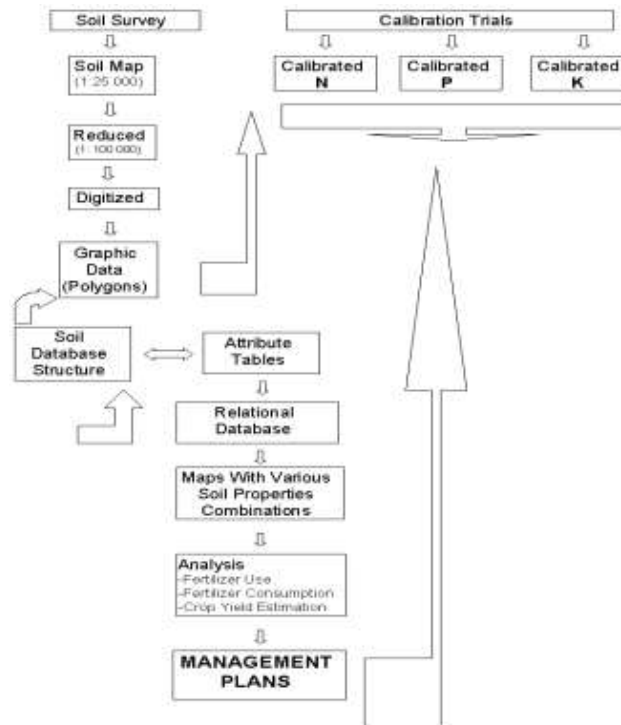 Soil Survey
Calibration Trials
Soil Map
(1:25 000)
Calibrated
N
Calibrated
P
Calibrated
K
Reduced
(1:100 000)
Digitized
Graphic
Data
(Polygons)
Soil
Database
Structure
Attribute
Tables
Relational
Database
Maps With Various
Soil Properties
Combinations
Analysis
-Fertilizer Use
-Fertilizer Consumption
-Crop Yield Estimation
MANAGEMENT
PLANS